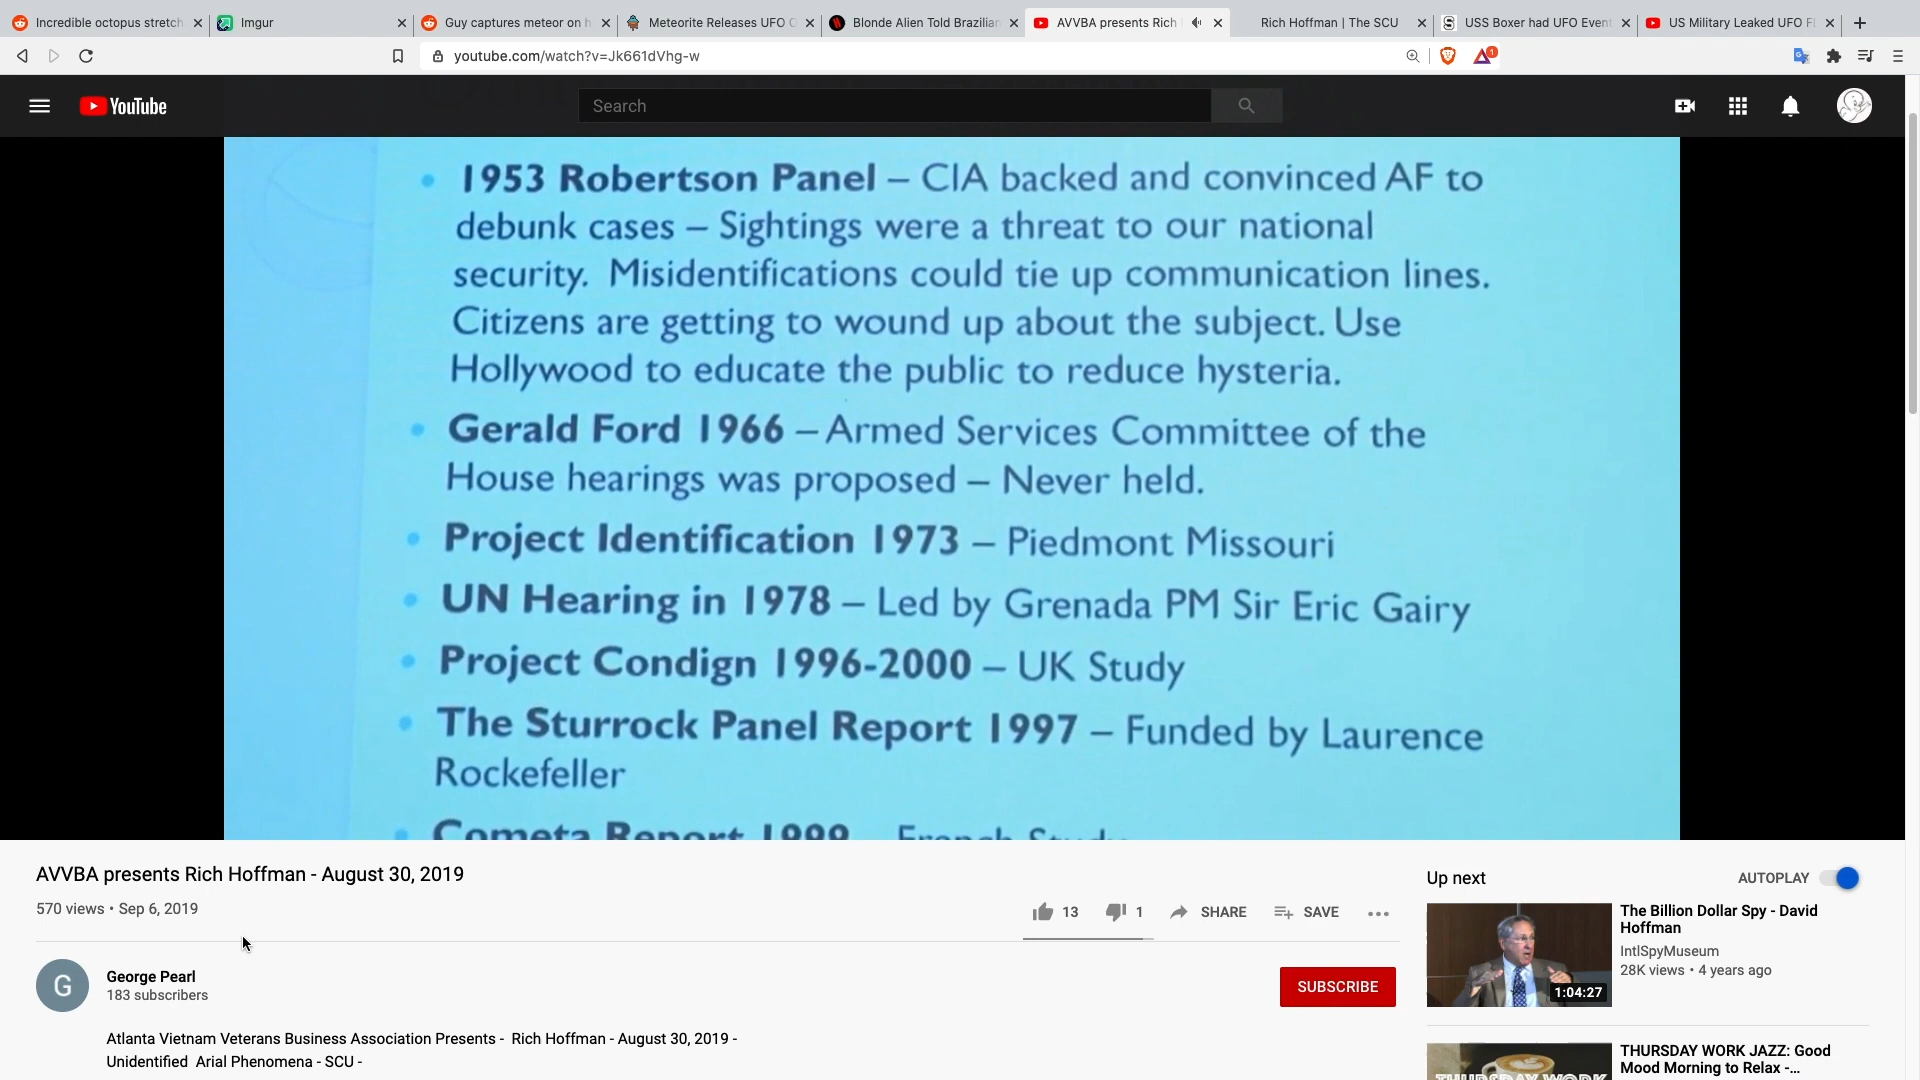 Incredible octopus stretch
Imgur
Guy captures meteor on h
Meteorite Releases UFO O
Blonde Alien Told Brazilian
AVVBA presents Rich
Rich Hoffman | The SCU
USS Boxer had UFO Event
US Military Leaked UFO F
youtube.com/watch?v=Jk661dVhg-w
1
YouTube
Search
• 1953 Robertson Panel – CIA backed and convinced AF to
debunk cases – Sightings were a threat to our national
security. Misidentifications could tie up communication lines.
Citizens are getting to wound up about the subject. Use
Hollywood to educate the public to reduce hysteria.
• Gerald Ford 1966 – Armed Services Committee of the
House hearings was proposed – Never held.
• Project Identification 1973 – Piedmont Missouri
• UN Hearing in 1978 – Led by Grenada PM Sir Eric Gairy
• Project Condign 1996-2000 – UK Study
• The Sturrock Panel Report 1997 – Funded by Laurence
Rockefeller
• Cometa Report 1999 – French Study
AVVBA presents Rich Hoffman - August 30, 2019
570 views • Sep 6, 2019
13
1
SHARE
SAVE
G
George Pearl
183 subscribers
SUBSCRIBE
Atlanta Vietnam Veterans Business Association Presents - Rich Hoffman - August 30, 2019 -
Unidentified Arial Phenomena - SCU -
Up next
AUTOPLAY
The Billion Dollar Spy - David
Hoffman
IntlSpyMuseum
28K views • 4 years ago
1:04:27
THURSDAY WORK JAZZ: Good
Mood Morning to Relax -...
THURSDAY WORK